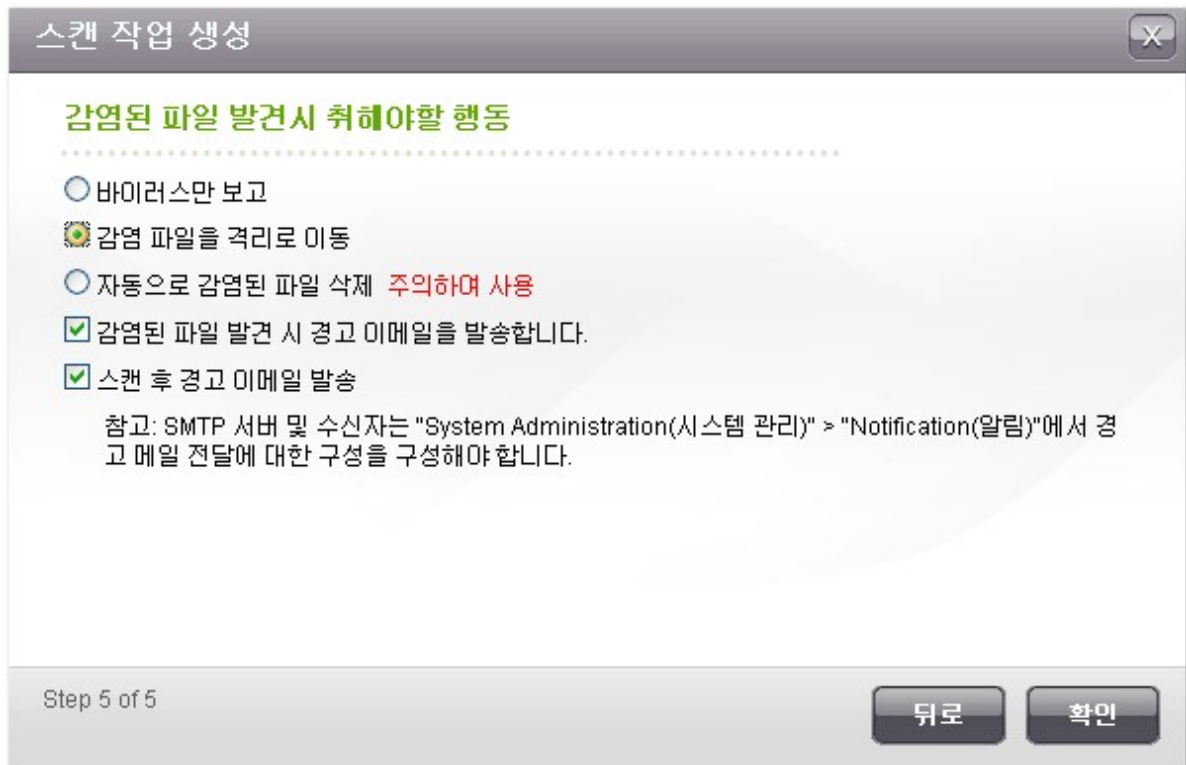 스캔 작업 생성
X
감염된 파일 발견시 취해야할 행동
바이러스만 보고
감염 파일을 격리로 이동
자동으로 감염된 파일 삭제 주의하며 사용
감염된 파일 발견 시 경고 이메일을 발송합니다.
스캔 후 경고 이메일 발송
참고: SMTP 서버 및 수신자는 "System Administration(시스템 관리)" > "Notification(알림)"에서 경
고 메일 전달에 대한 구성을 구성해야 합니다.
Step 5 of 5
뒤로
확인